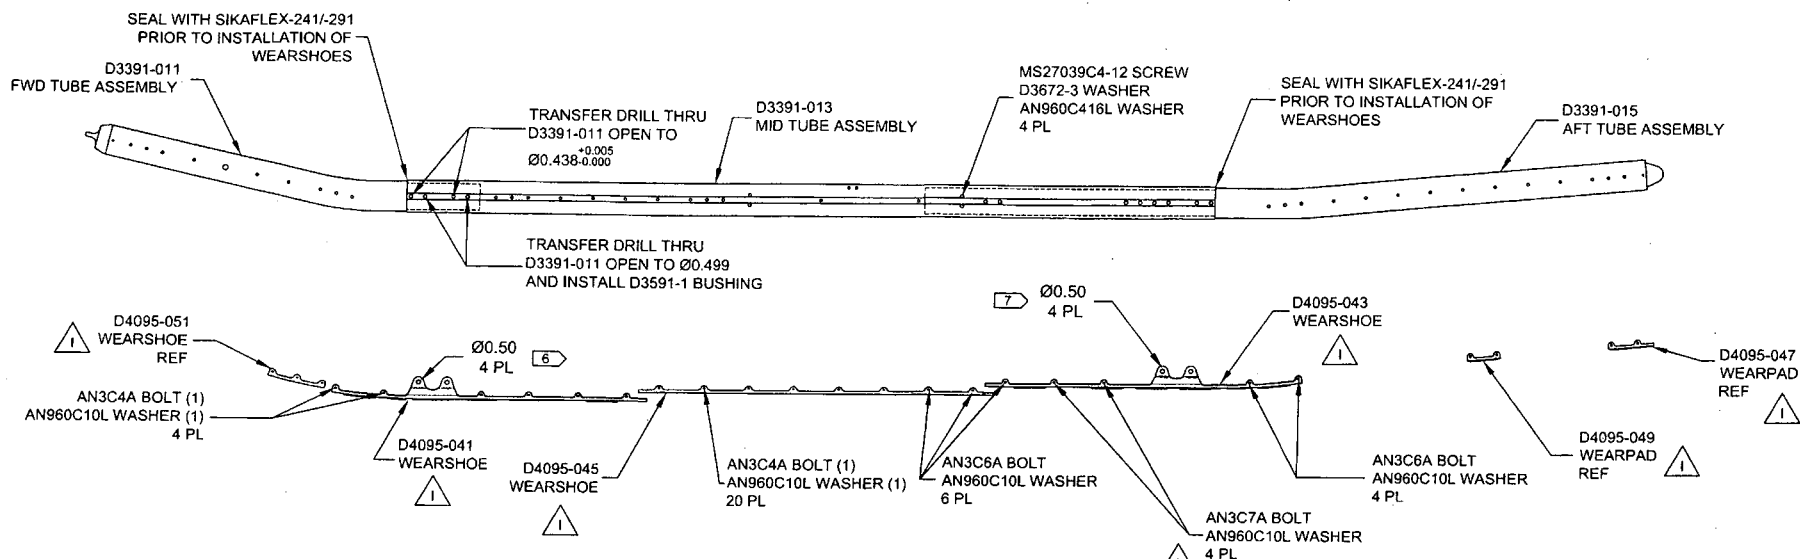 SEAL WITH SIKAFLEX-241/-291
PRIOR TO INSTALLATION OF
WEARSHOES
D3391-011
FWD TUBE ASSEMBLY
TRANSFER DRILL THRU
D3391-011 OPEN TO
Ø0.438 +0.005 -0.000
D3391-013
MID TUBE ASSEMBLY
MS27039C4-12 SCREW
D3672-3 WASHER
AN960C416L WASHER
4 PL
SEAL WITH SIKAFLEX-241/-291
PRIOR TO INSTALLATION OF
WEARSHOES
D3391-015
AFT TUBE ASSEMBLY
TRANSFER DRILL THRU
D3391-011 OPEN TO Ø0.499
AND INSTALL D3591-1 BUSHING
D4095-051
WEARSHOE
REF
1
Ø0.50
4 PL
6
7
Ø0.50
4 PL
D4095-043
WEARSHOE
1
D4095-047
WEARPAD
REF
1
AN3C4A BOLT (1)
AN960C10L WASHER (1)
4 PL
D4095-041
WEARSHOE
1
D4095-045
WEARSHOE
1
AN3C4A BOLT (1)
AN960C10L WASHER (1)
20 PL
AN3C6A BOLT
AN960C10L WASHER
6 PL
AN3C7A BOLT
AN960C10L WASHER
4 PL
AN3C6A BOLT
AN960C10L WASHER
4 PL
D4095-049
WEARPAD
REF
1